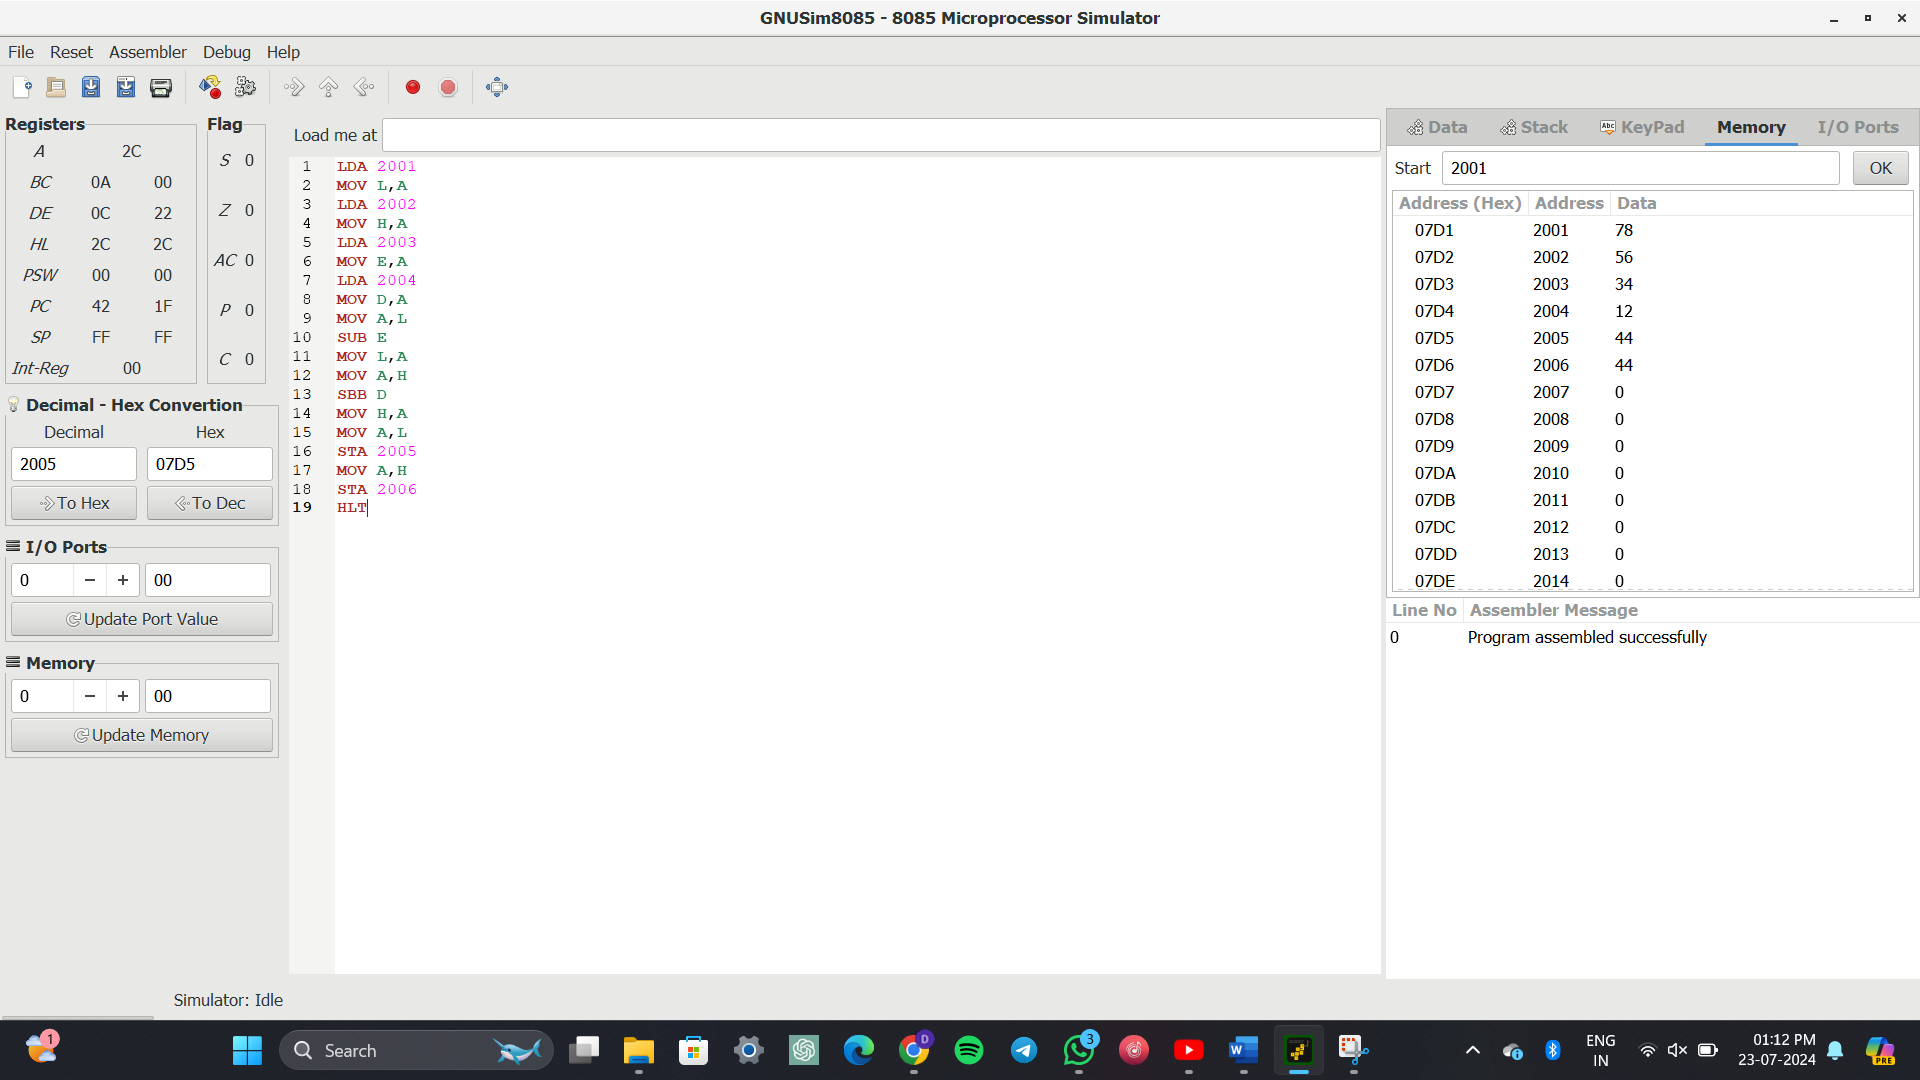 GNUSim8085 - 8085 Microprocessor Simulator
File Reset Assembler Debug Help
Registers
A 2C
BC 0A 00
DE 0C 22
HL 2C 2C
PSW 00 00
PC 42 1F
SP FF FF
Int-Reg 00
Flag
S 0
Z 0
AC 0
P 0
C 0
Decimal - Hex Convertion
Decimal Hex
2005 07D5
To Hex To Dec
I/O Ports
0 − + 00
Update Port Value
Memory
0 − + 00
Update Memory
Load me at
1 LDA 2001
2 MOV L,A
3 LDA 2002
4 MOV H,A
5 LDA 2003
6 MOV E,A
7 LDA 2004
8 MOV D,A
9 MOV A,L
10 SUB E
11 MOV L,A
12 MOV A,H
13 SBB D
14 MOV H,A
15 MOV A,L
16 STA 2005
17 MOV A,H
18 STA 2006
19 HLT
Data Stack Abc KeyPad Memory I/O Ports
Start 2001 OK
Address (Hex) Address Data
07D1 2001 78
07D2 2002 56
07D3 2003 34
07D4 2004 12
07D5 2005 44
07D6 2006 44
07D7 2007 0
07D8 2008 0
07D9 2009 0
07DA 2010 0
07DB 2011 0
07DC 2012 0
07DD 2013 0
07DE 2014 0
Line No Assembler Message
0 Program assembled successfully
Simulator: Idle
1 Search D 3 W ENG 01:12 PM PRE
IN 23-07-2024